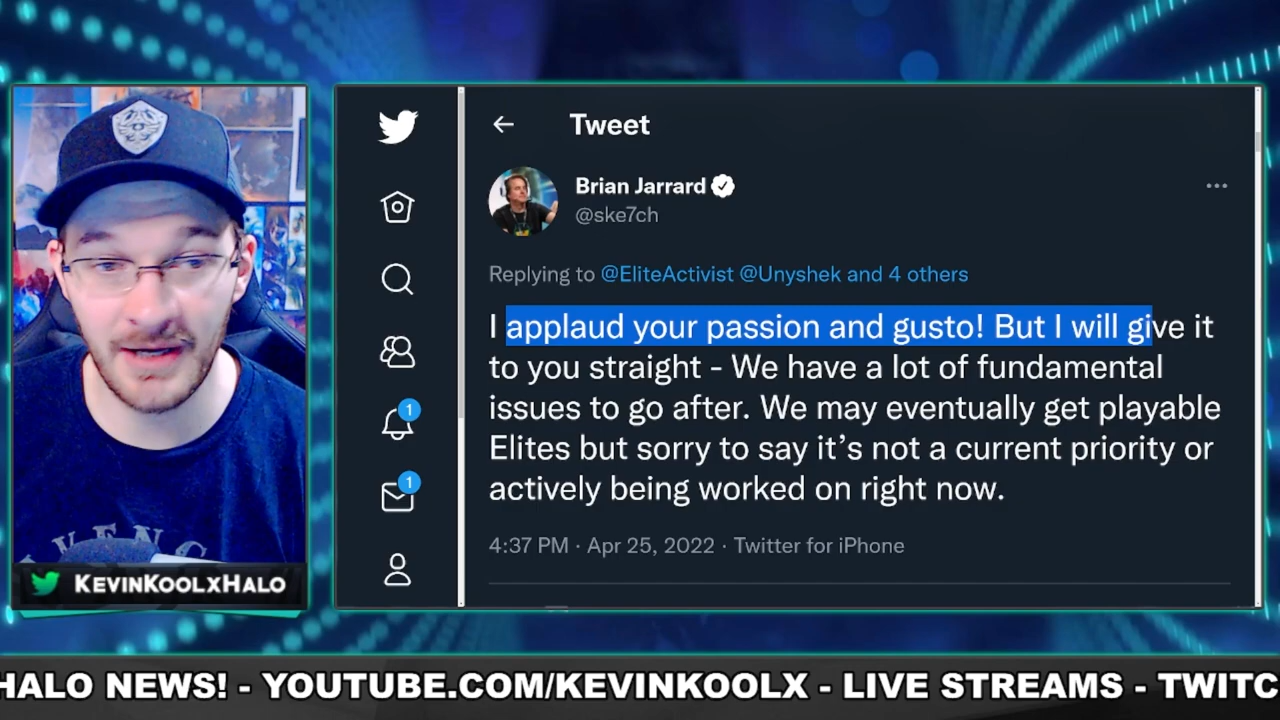 Tweet
Brian Jarrard
@ske7ch
Replying to @EliteActivist @Unyshek and 4 others
I applaud your passion and gusto! But I will give it
to you straight - We have a lot of fundamental
issues to go after. We may eventually get playable
Elites but sorry to say it’s not a current priority or
actively being worked on right now.
4:37 PM · Apr 25, 2022 · Twitter for iPhone
1
1
KevinKoolxHalo
HALO NEWS! - YOUTUBE.COM/KEVINKOOLX - LIVE STREAMS - TWITC